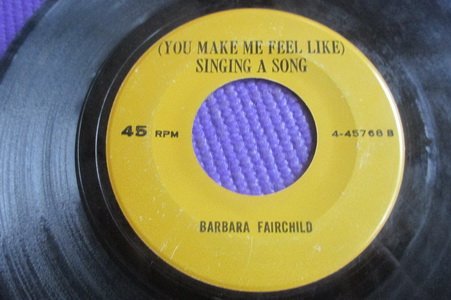 (YOU MAKE ME FEEL LIKE)
SINGING A SONG
45 RPM
4-45768 B
BARBARA FAIRCHILD